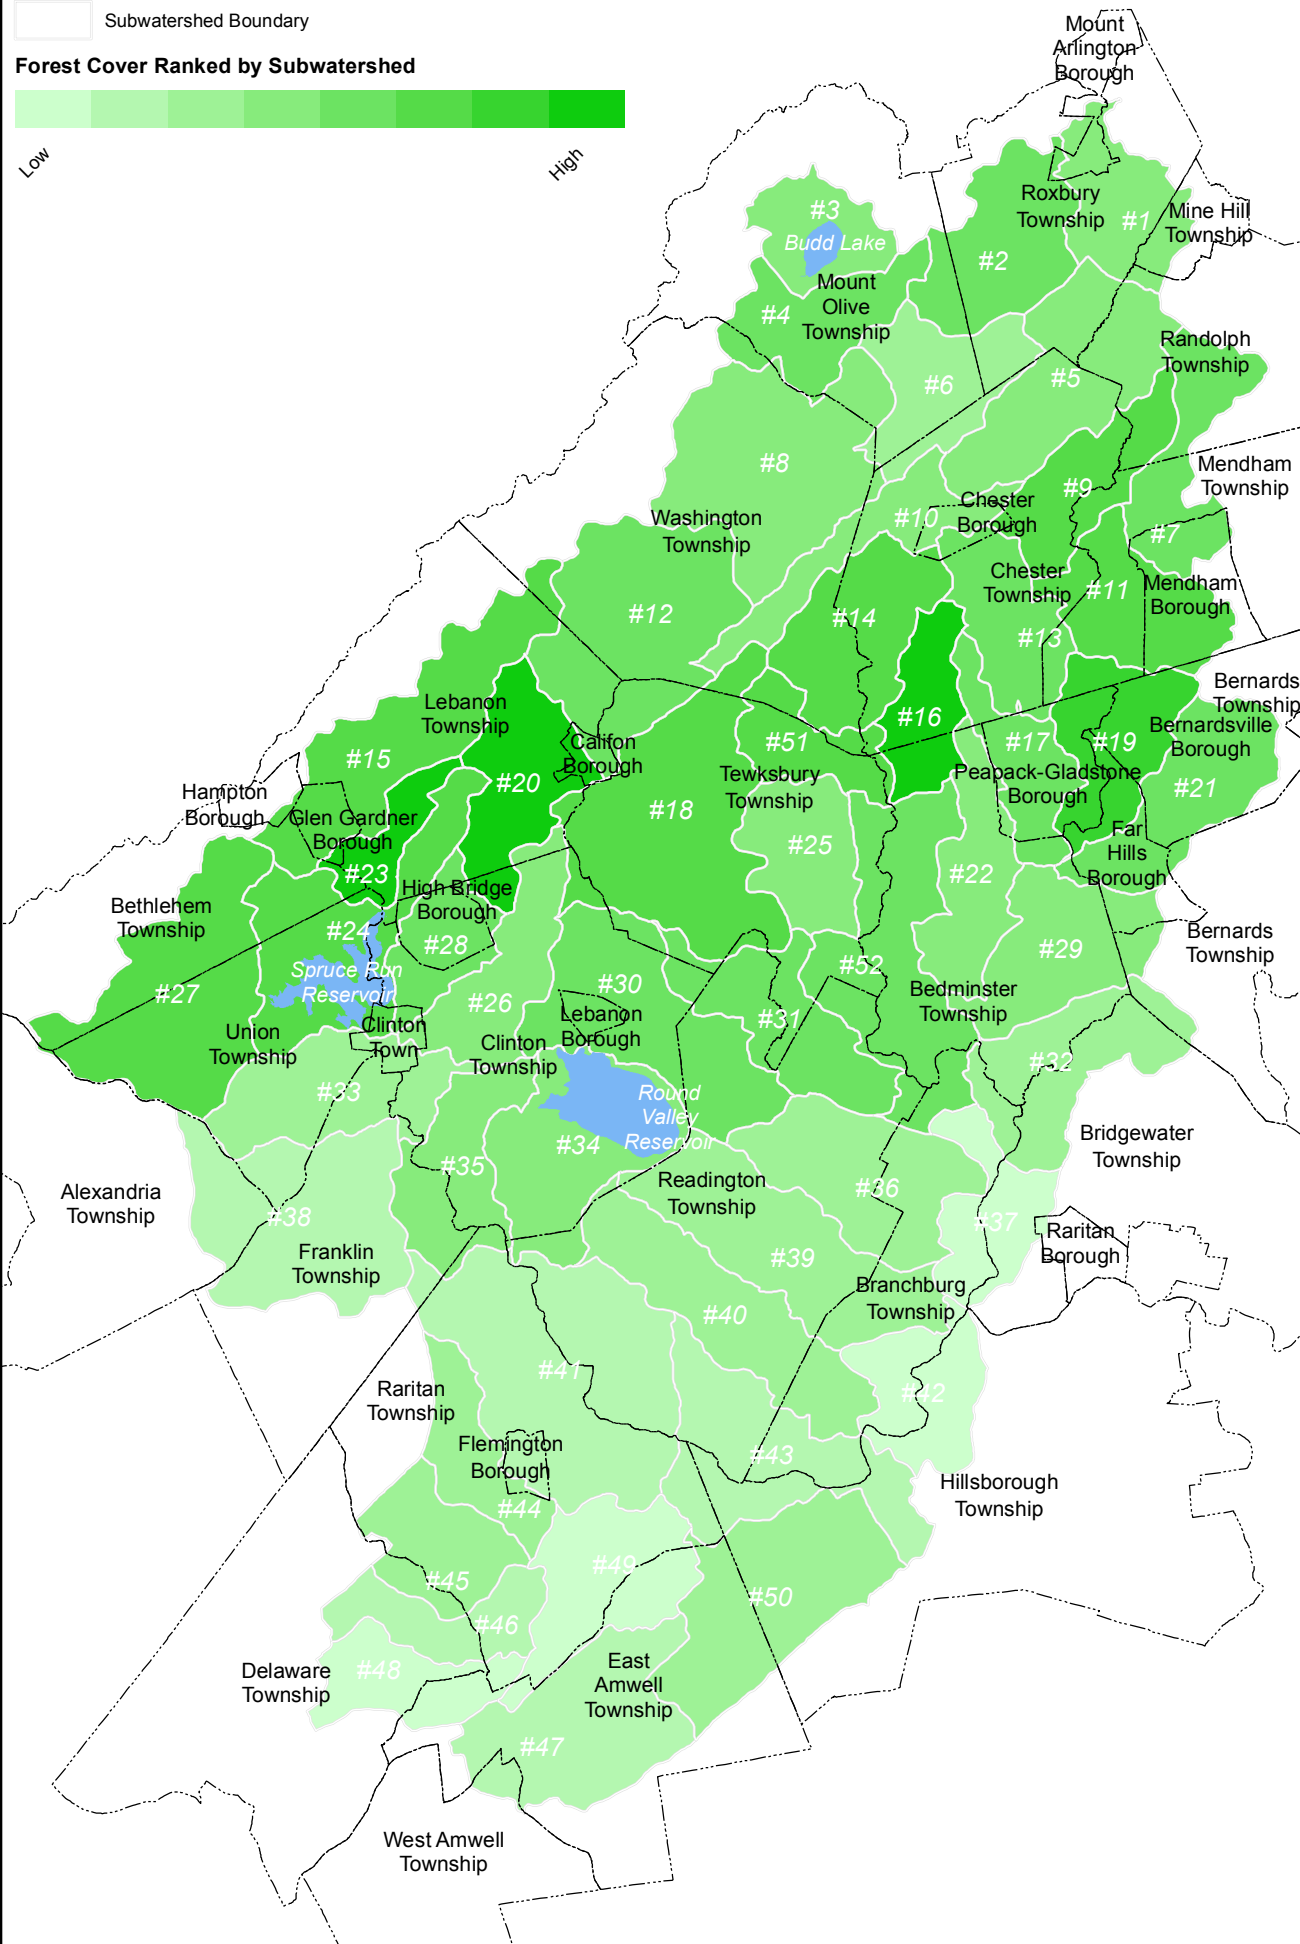 Subwatershed Boundary
Forest Cover Ranked by Subwatershed
Low
High
Mount
Arlington
Borough
Roxbury
Township
#1
Mine Hill
Township
#3
Budd Lake
#2
Mount
Olive
Township
#4
Randolph
Township
#5
#6
#8
Mendham
Township
#9
Chester
Borough
#10
Washington
Township
#7
Chester
Township
#11
Mendham
Borough
#12
#14
#13
Lebanon
Township
Bernards
Township
#16
Bernardsville
Borough
#15
Califon
Borough
#51
#17
#19
#20
Tewksbury
Township
Peapack-Gladstone
Borough
#21
Hampton
Borough
Glen Gardner
Borough
#18
#25
Far
Hills
Borough
#23
High Bridge
Borough
#22
Bethlehem
Township
#24
#28
#29
Bernards
Township
Spruce Run
Reservoir
#52
#27
#26
#30
Bedminster
Township
Union
Township
Clinton
Town
Clinton
Township
Lebanon
Borough
#31
#32
#33
Round
Valley
Reservoir
#34
#35
Bridgewater
Township
Alexandria
Township
#38
Readington
Township
#36
#37
Raritan
Borough
Franklin
Township
#39
Branchburg
Township
#40
#41
#42
Raritan
Township
Flemington
Borough
#43
Hillsborough
Township
#44
#45
#49
#50
#46
Delaware
Township
#48
East
Amwell
Township
#47
West Amwell
Township